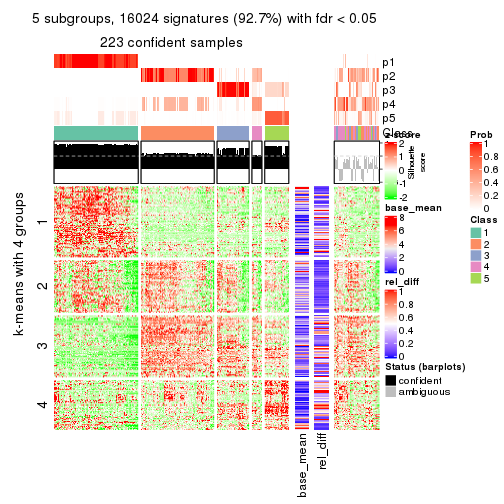 5 subgroups, 16024 signatures (92.7%) with fdr < 0.05
223 confident samples
p1
p2
p3
p4
p5
Class
z-score
2
1
0
-1
-2
Silhouette
score
Prob
1
0.8
0.6
0.4
0.2
0
base_mean
8
6
4
2
0
Class
1
2
3
4
5
rel_diff
1
0.8
0.6
0.4
0.2
0
Status (barplots)
confident
ambiguous
k-means with 4 groups
1
2
3
4
base_mean
rel_diff